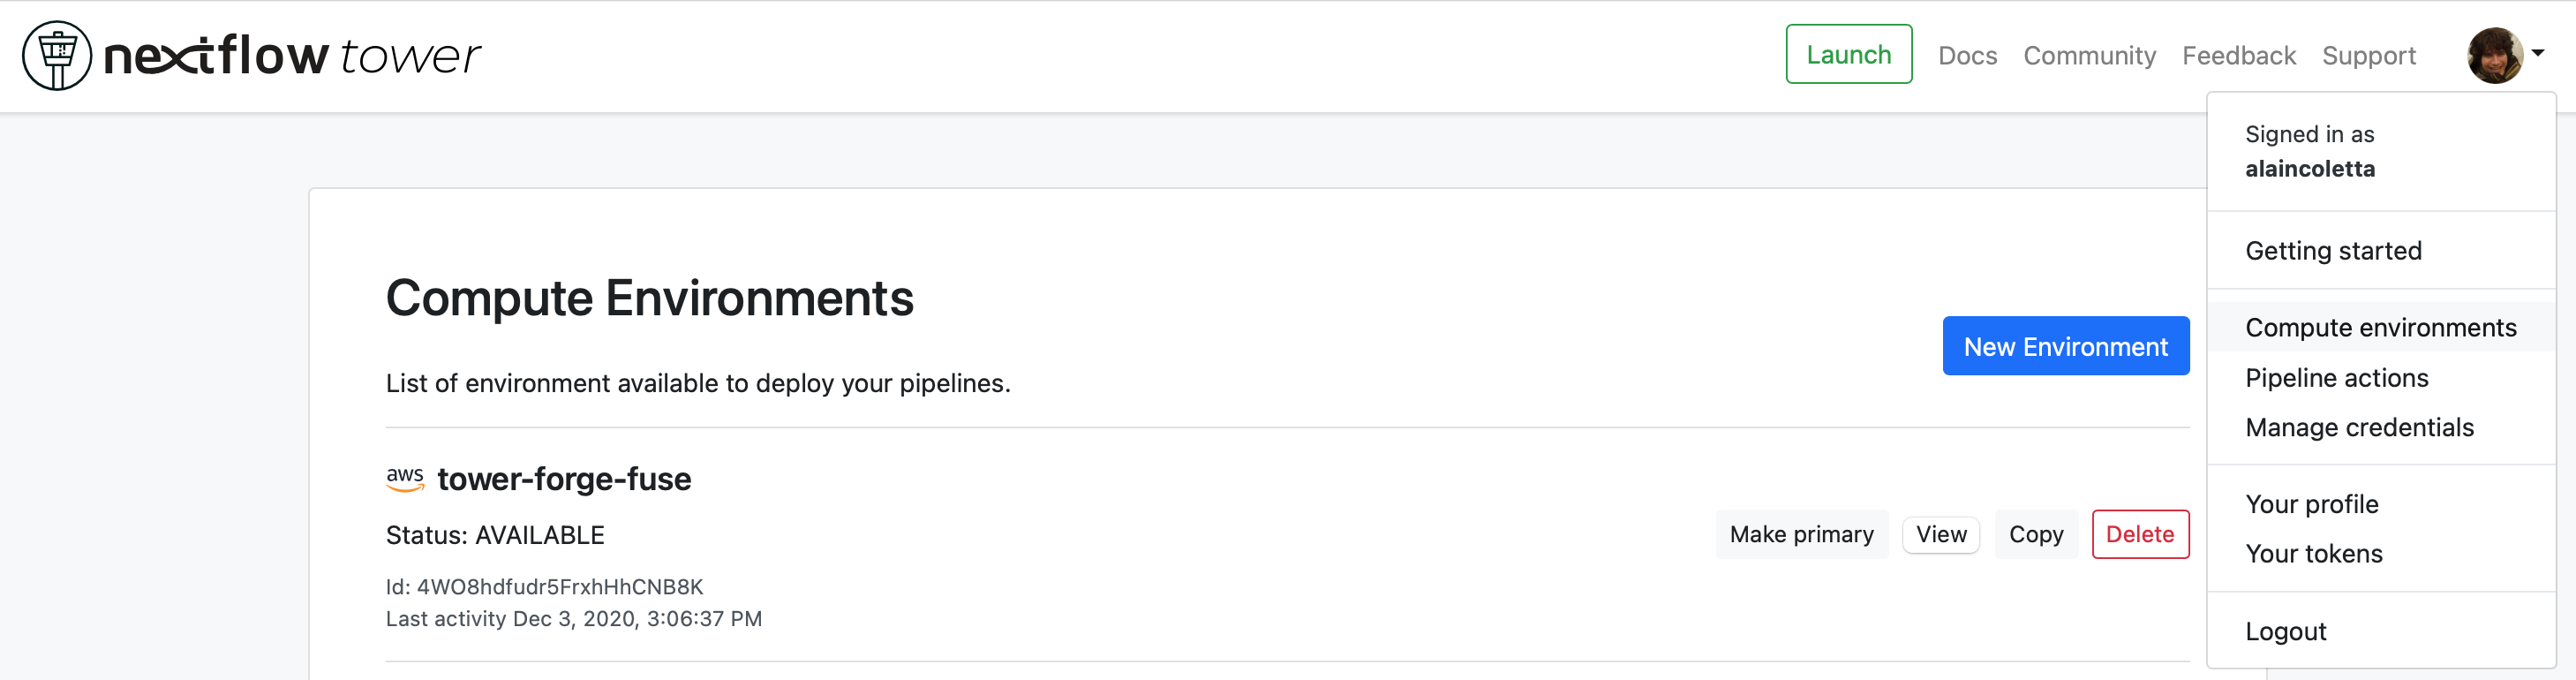 nextflow tower
Launch Docs Community Feedback Support
Signed in as
alaincoletta
Getting started
Compute environments
Pipeline actions
Manage credentials
Your profile
Your tokens
Logout
Compute Environments
New Environment
List of environment available to deploy your pipelines.
aws tower-forge-fuse
Status: AVAILABLE
Make primary View Copy Delete
Id: 4WO8hdfudr5FrxhHhCNB8K
Last activity Dec 3, 2020, 3:06:37 PM